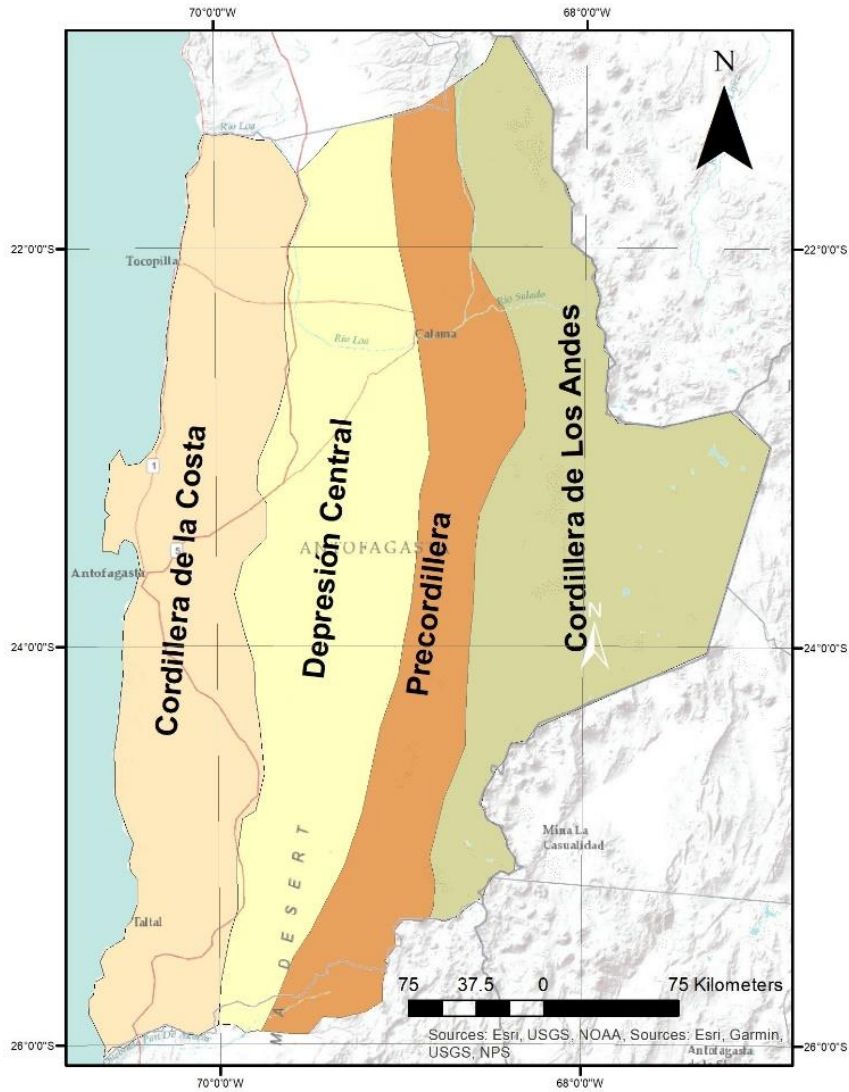 70°0'0"W
68°0'0"W
N
Río Loa
22°0'0"S
22°0'0"S
Tocopilla
Río Salado
Río Loa
Calama
Cordillera de la Costa
Depresión Central
Precordillera
Cordillera de Los Andes
1
5
ANTOFAGASTA
Antofagasta
N
24°0'0"S
24°0'0"S
Mina La
Casualidad
Taltal
MA DESERT
75 37.5 0 75 Kilometers
Sources: Esri, USGS, NOAA, Sources: Esri, Garmin,
USGS, NPS
26°0'0"S
26°0'0"S
Antofagasta
70°0'0"W
68°0'0"W